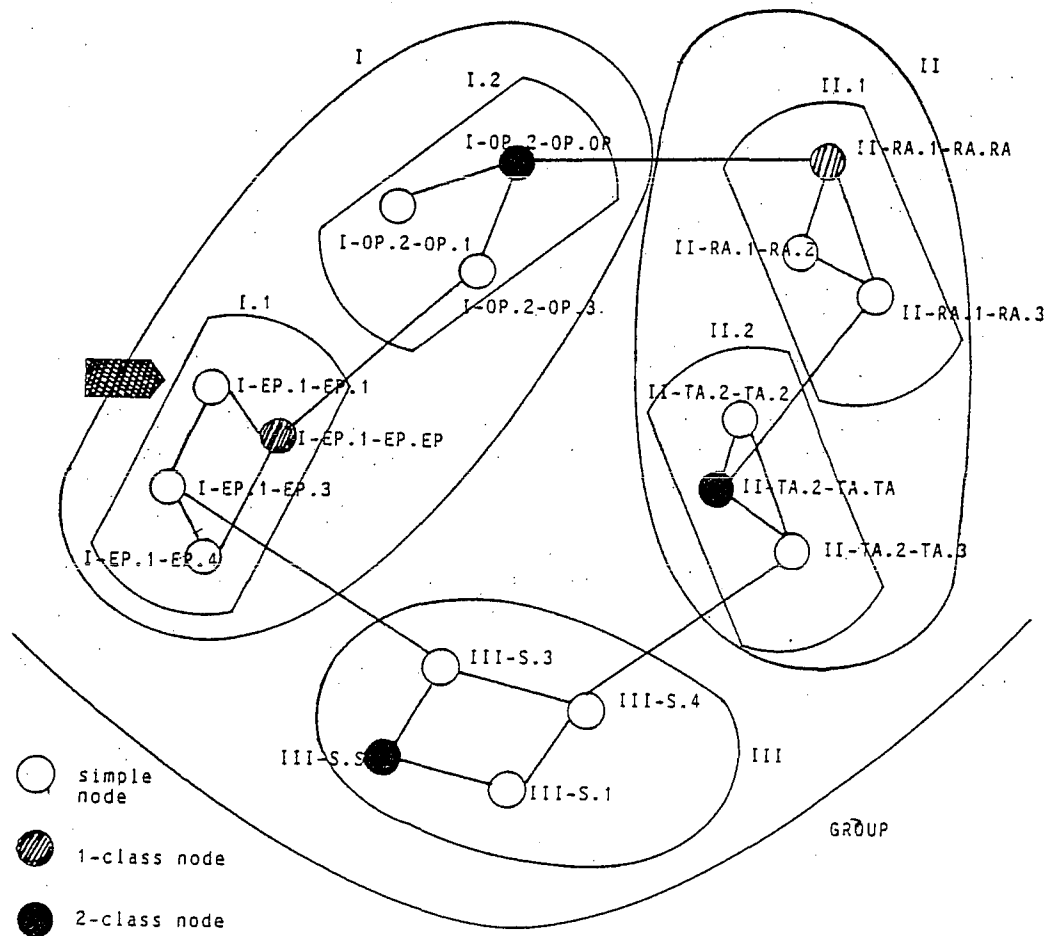 I
II
I.2
II.1
I-OP.2-OP.OP
II-RA.1-RA.RA
I-OP.2-OP.1
II-RA.1-RA.2
I-OP.2-OP.3
II-RA.1-RA.3
I.1
II.2
I-EP.1-EP.1
II-TA.2-TA.2
I-EP.1-EP.EP
I-EP.1-EP.3
II-TA.2-TA.TA
I-EP.1-EP.4
II-TA.2-TA.3
III-S.3
III-S.4
III-S.S
III
III-S.1
simple
node
GROUP
1-class node
2-class node